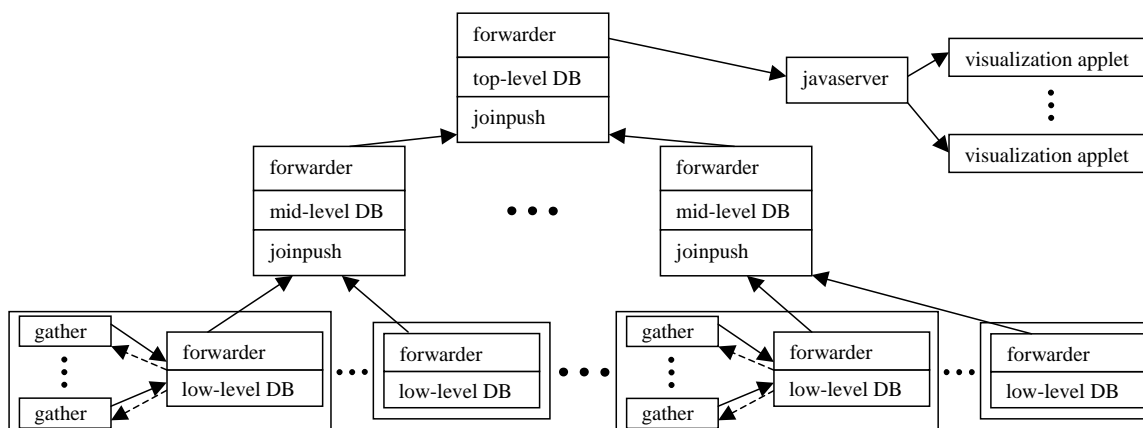 forwarder
top-level DB
joinpush
javaserver
visualization applet
visualization applet
forwarder
mid-level DB
joinpush
forwarder
mid-level DB
joinpush
gather
gather
forwarder
low-level DB
forwarder
low-level DB
gather
gather
forwarder
low-level DB
forwarder
low-level DB